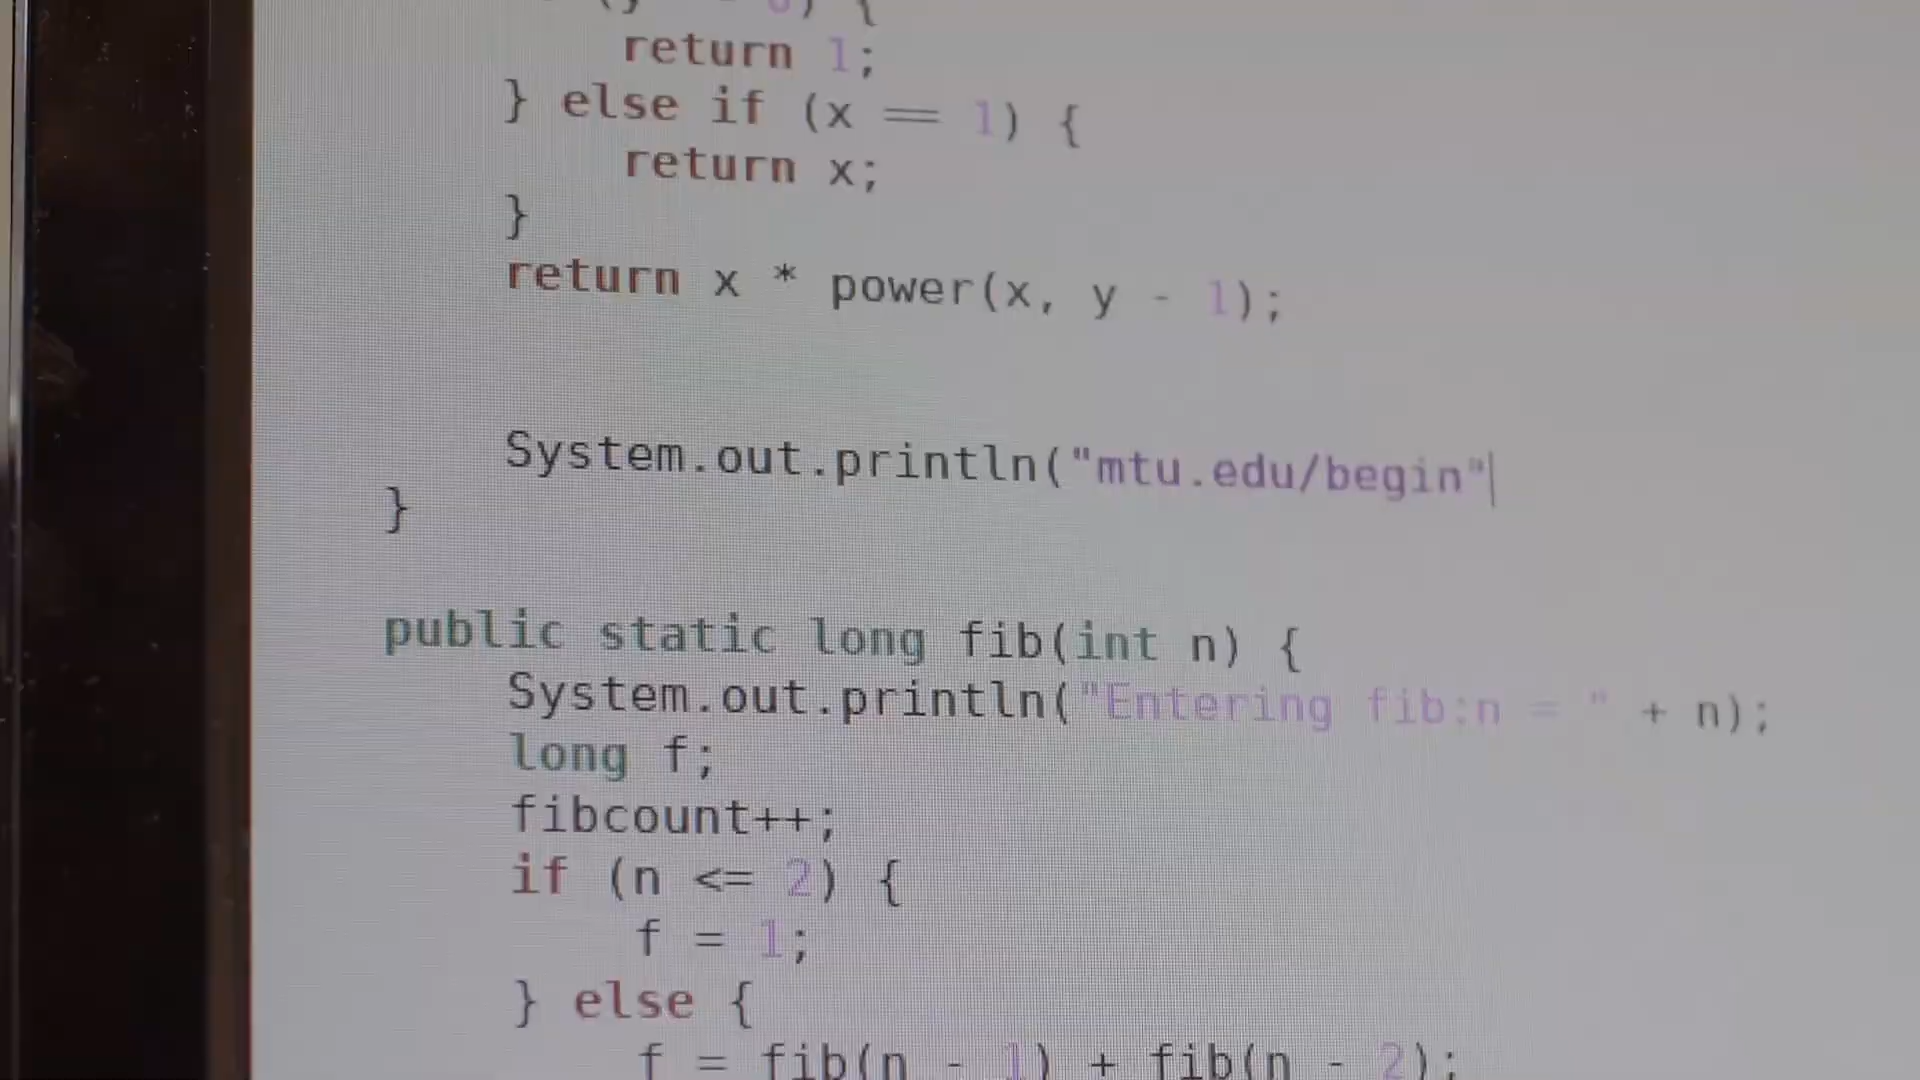 (y == 0) {
return 1;
} else if (x == 1) {
return x;
}
return x * power(x, y - 1);
System.out.println("mtu.edu/begin"
}
public static long fib(int n) {
System.out.println("Entering fib:n = " + n);
long f;
fibcount++;
if (n <= 2) {
f = 1;
} else {
f = fib(n - 1) + fib(n - 2);